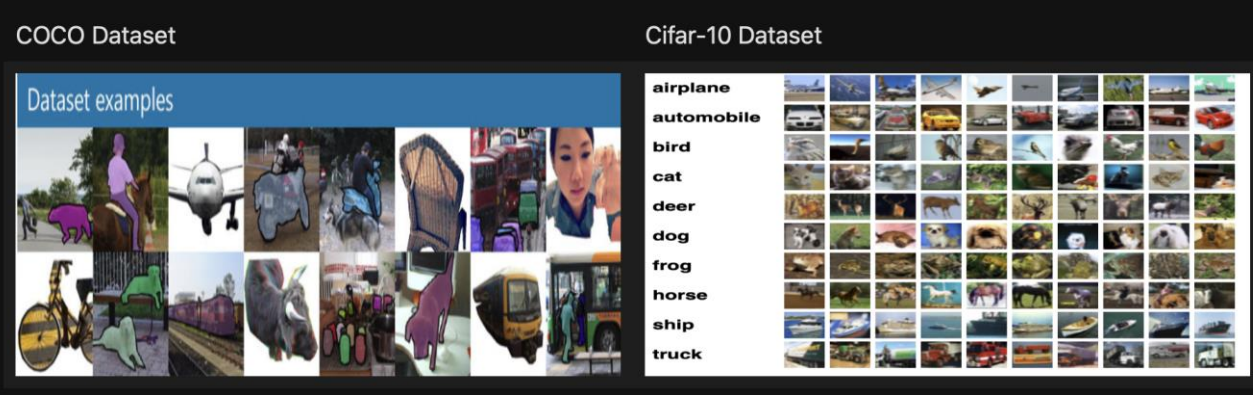 COCO Dataset
Cifar-10 Dataset
Dataset examples
airplane
automobile
bird
cat
deer
dog
frog
horse
ship
truck